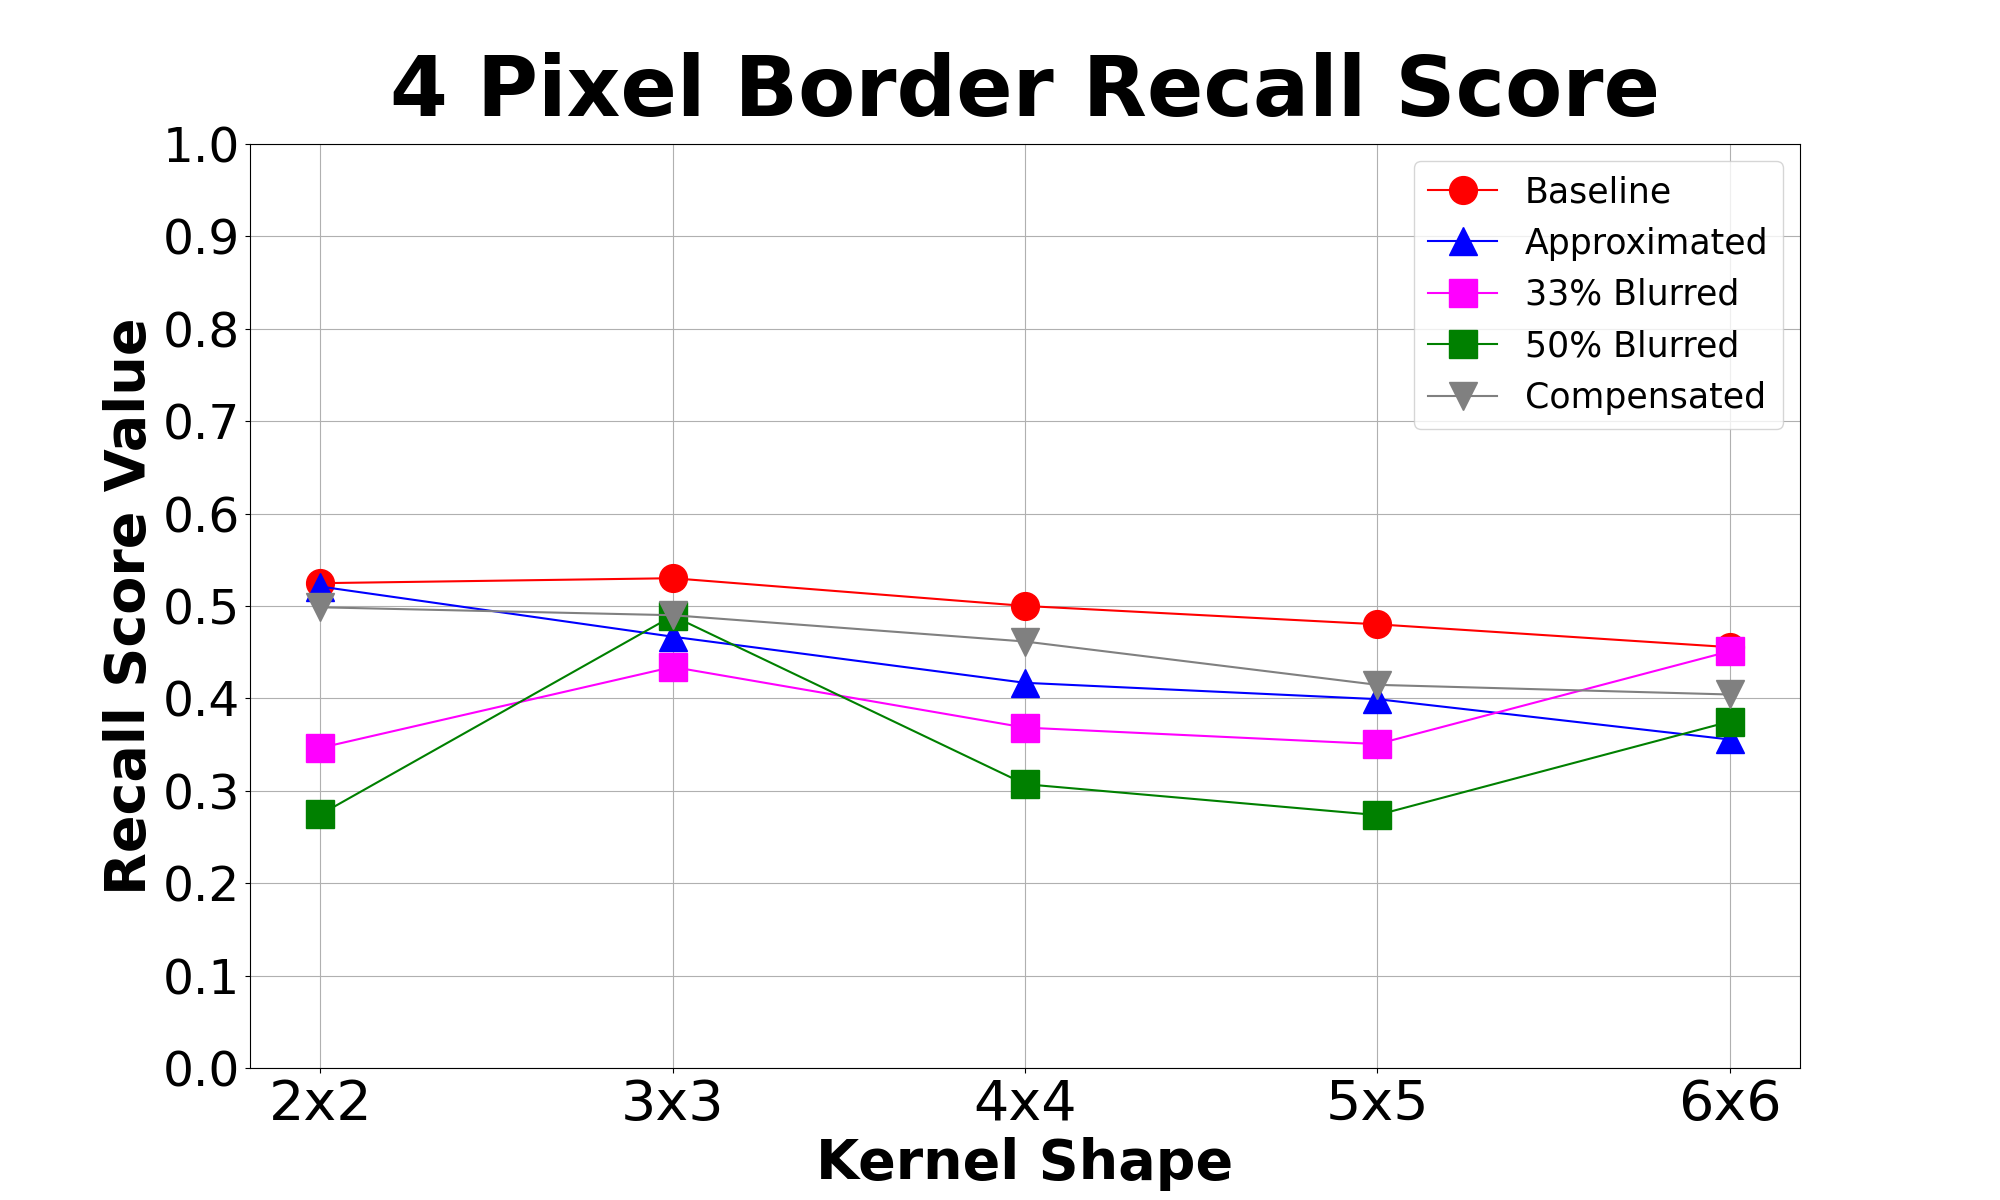 4 Pixel Border Recall Score
Recall Score Value
1.0
0.9
0.8
0.7
0.6
0.5
0.4
0.3
0.2
0.1
0.0
Baseline
Approximated
33% Blurred
50% Blurred
Compensated
2x2
3x3
4x4
5x5
6x6
Kernel Shape